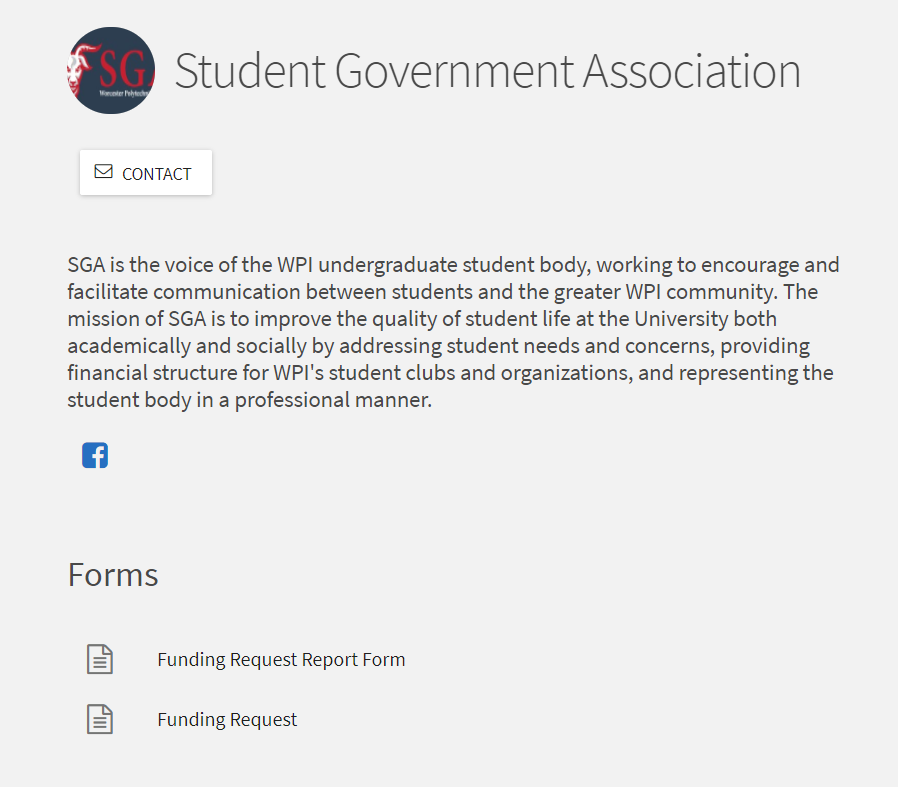 SGA
Worcester Polytechn
Student Government Association
CONTACT
SGA is the voice of the WPI undergraduate student body, working to encourage and
facilitate communication between students and the greater WPI community. The
mission of SGA is to improve the quality of student life at the University both
academically and socially by addressing student needs and concerns, providing
financial structure for WPI's student clubs and organizations, and representing the
student body in a professional manner.
Forms
Funding Request Report Form
Funding Request